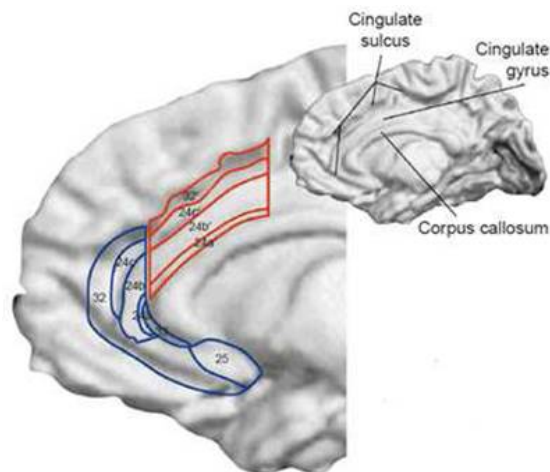 Cingulate
sulcus
Cingulate
gyrus
Corpus callosum
32'
24c'
24b'
24a
24c
24b
32
25